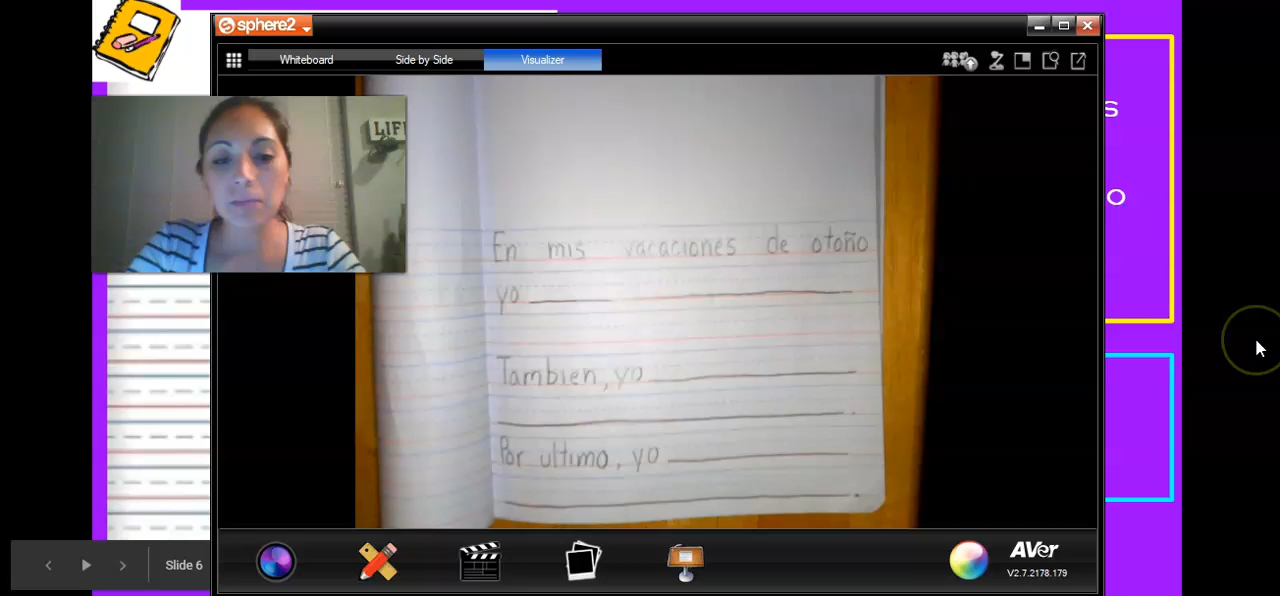 sphere2
Whiteboard Side by Side Visualizer
LIF
S
O
En mis vacaciones de otoño
yo
Tambien, yo
.
Por ultimo, yo
.
Slide 6
AVer
V2.7.2178.179